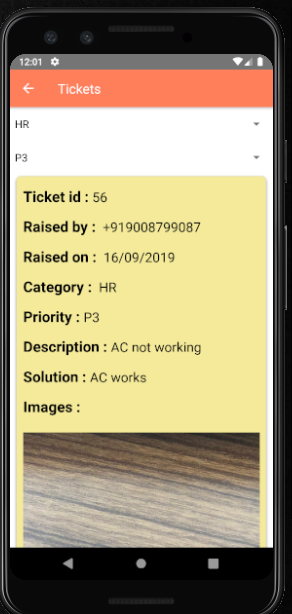 12:01
Tickets
HR
P3
Ticket id : 56
Raised by : +919008799087
Raised on : 16/09/2019
Category : HR
Priority : P3
Description : AC not working
Solution : AC works
Images :